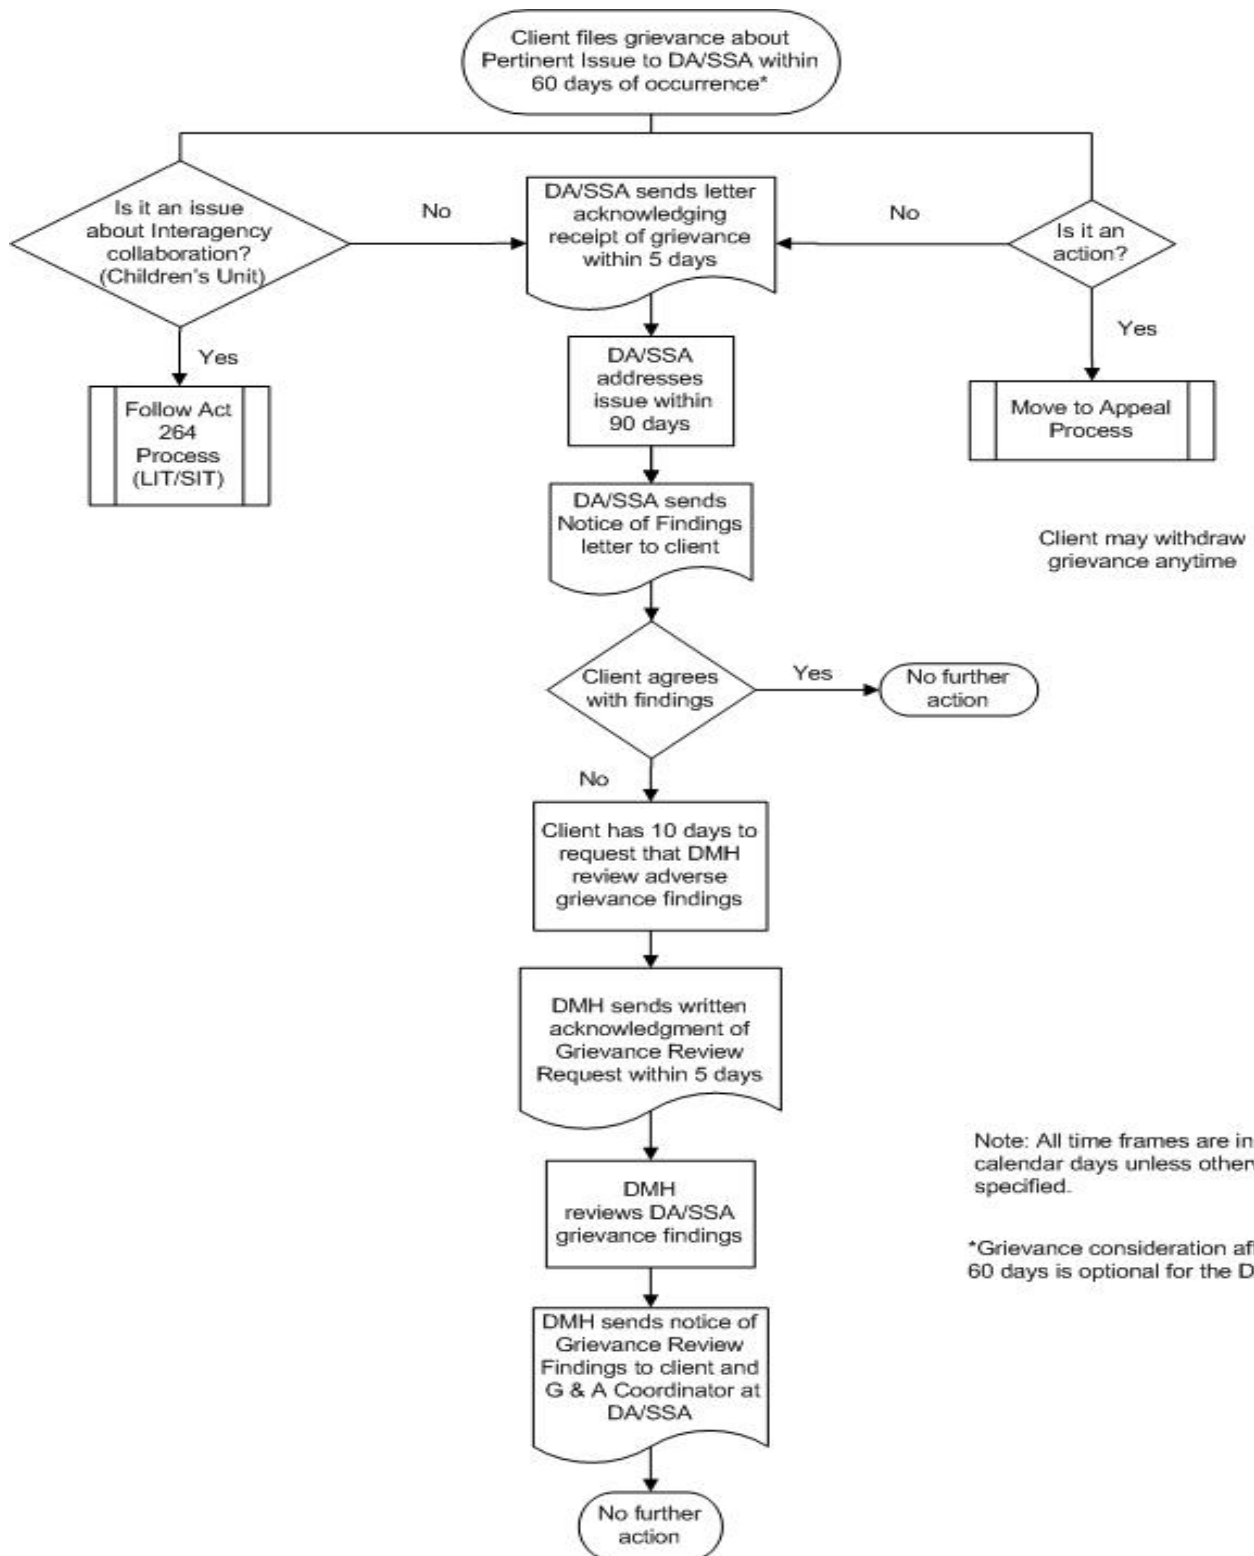 Client files grievance about
Pertinent Issue to DA/SSA within
60 days of occurrence*
Is it an issue
about Interagency
collaboration?
(Children's Unit)
No
DA/SSA sends letter
acknowledging
receipt of grievance
within 5 days
No
Is it an
action?
Yes
Follow Act
264
Process
(LIT/SIT)
DA/SSA
addresses
issue within
90 days
Yes
Move to Appeal
Process
DA/SSA sends
Notice of Findings
letter to client
Client may withdraw
grievance anytime
Client agrees
with findings
Yes
No further
action
No
Client has 10 days to
request that DMH
review adverse
grievance findings
DMH sends written
acknowledgment of
Grievance Review
Request within 5 days
Note: All time frames are in
calendar days unless
specified.
DMH
reviews DA/SSA
grievance findings
*Grievance consideration
60 days is optional for the
DMH sends notice of
Grievance Review
Findings to client and
G & A Coordinator at
DA/SSA
No further
action